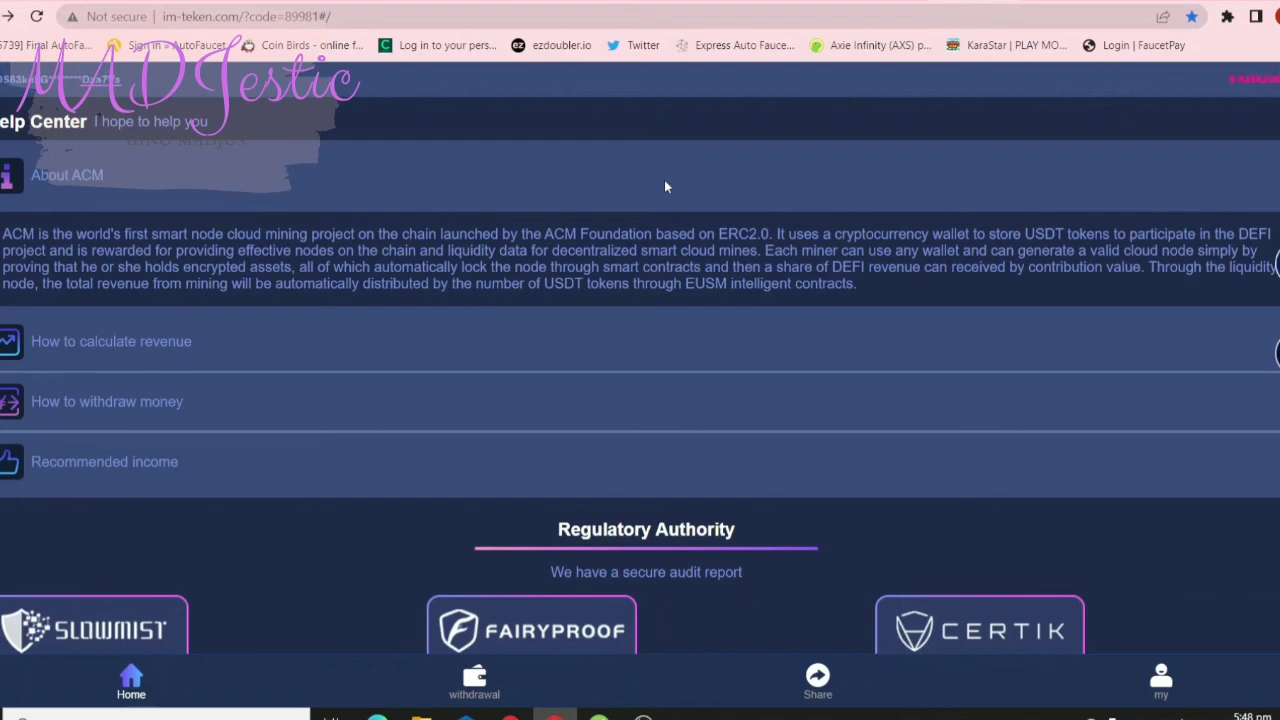 Not secure | im-teken.com/?code=89981#/
5739] Final AutoFa... Sign in - AutoFaucet Coin Birds - online f... Log in to your pers... ezdoubler.io Twitter Express Auto Fauce... Axie Infinity (AXS) p... KaraStar | PLAY MO... Login | FaucetPay
MADJestic
GINO MADJUS
elp Center I hope to help you
About ACM
ACM is the world's first smart node cloud mining project on the chain launched by the ACM Foundation based on ERC2.0. It uses a cryptocurrency wallet to store USDT tokens to participate in the DEFI
project and is rewarded for providing effective nodes on the chain and liquidity data for decentralized smart cloud mines. Each miner can use any wallet and can generate a valid cloud node simply by
proving that he or she holds encrypted assets, all of which automatically lock the node through smart contracts and then a share of DEFI revenue can received by contribution value. Through the liquidity
node, the total revenue from mining will be automatically distributed by the number of USDT tokens through EUSM intelligent contracts.
How to calculate revenue
How to withdraw money
Recommended income
Regulatory Authority
We have a secure audit report
SLOWMIST FAIRYPROOF CERTIK
Home withdrawal Share my
5:48 pm